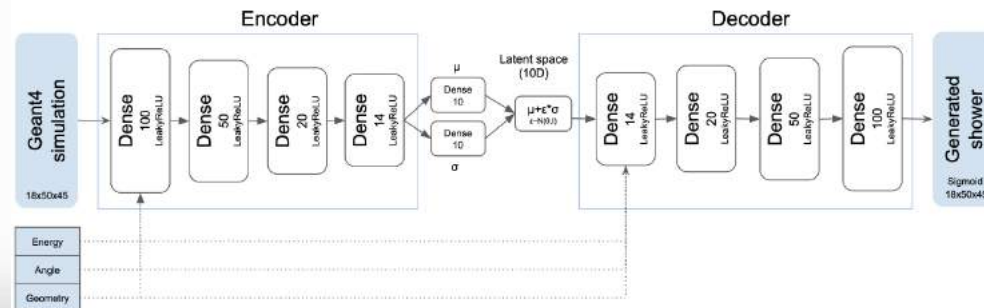 Encoder
Decoder
Geant4
simulation
18x50x45
Dense
100
LeakyReLU
Dense
50
LeakyReLU
Dense
20
LeakyReLU
Dense
14
LeakyReLU
μ
Dense
10
Dense
10
σ
Latent space
(10D)
μ+ε*σ
ε~N(0,I)
Dense
14
LeakyReLU
Dense
20
LeakyReLU
Dense
50
LeakyReLU
Dense
100
LeakyReLU
Generated
shower
Sigmoid
18x50x45
Energy
Angle
Geometry